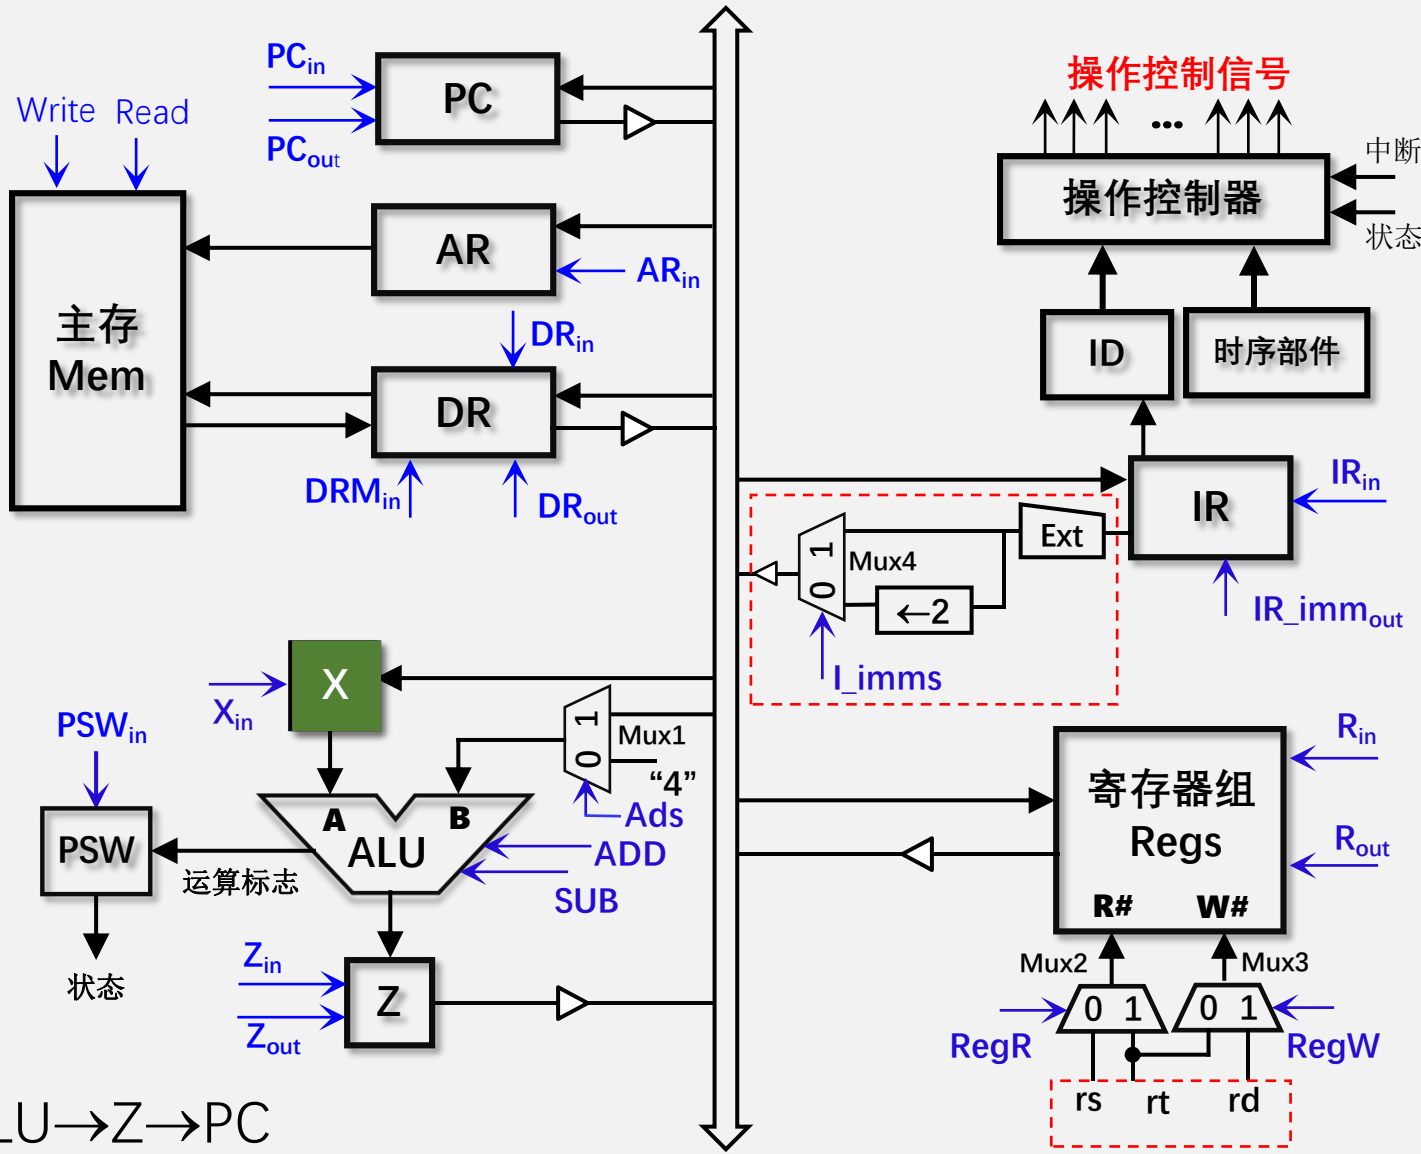 PCin
PC
PCout
Write
Read
操作控制信号
•••
中断
操作控制器
状态
AR
ARin
主存
Mem
DRin
ID
时序部件
DR
DRMin
DRout
IR
IRin
Ext
1
Mux4
0
←2
IR_immout
I_imms
X
Xin
PSWin
1
Mux1
0
“4”
Ads
Rin
寄存器组
Regs
Rout
A
B
ALU
ADD
SUB
PSW
运算标志
状态
R#
W#
Mux2
Mux3
Zin
Z
Zout
0 1
0 1
RegR
RegW
rs
rt
rd
LU→Z→PC